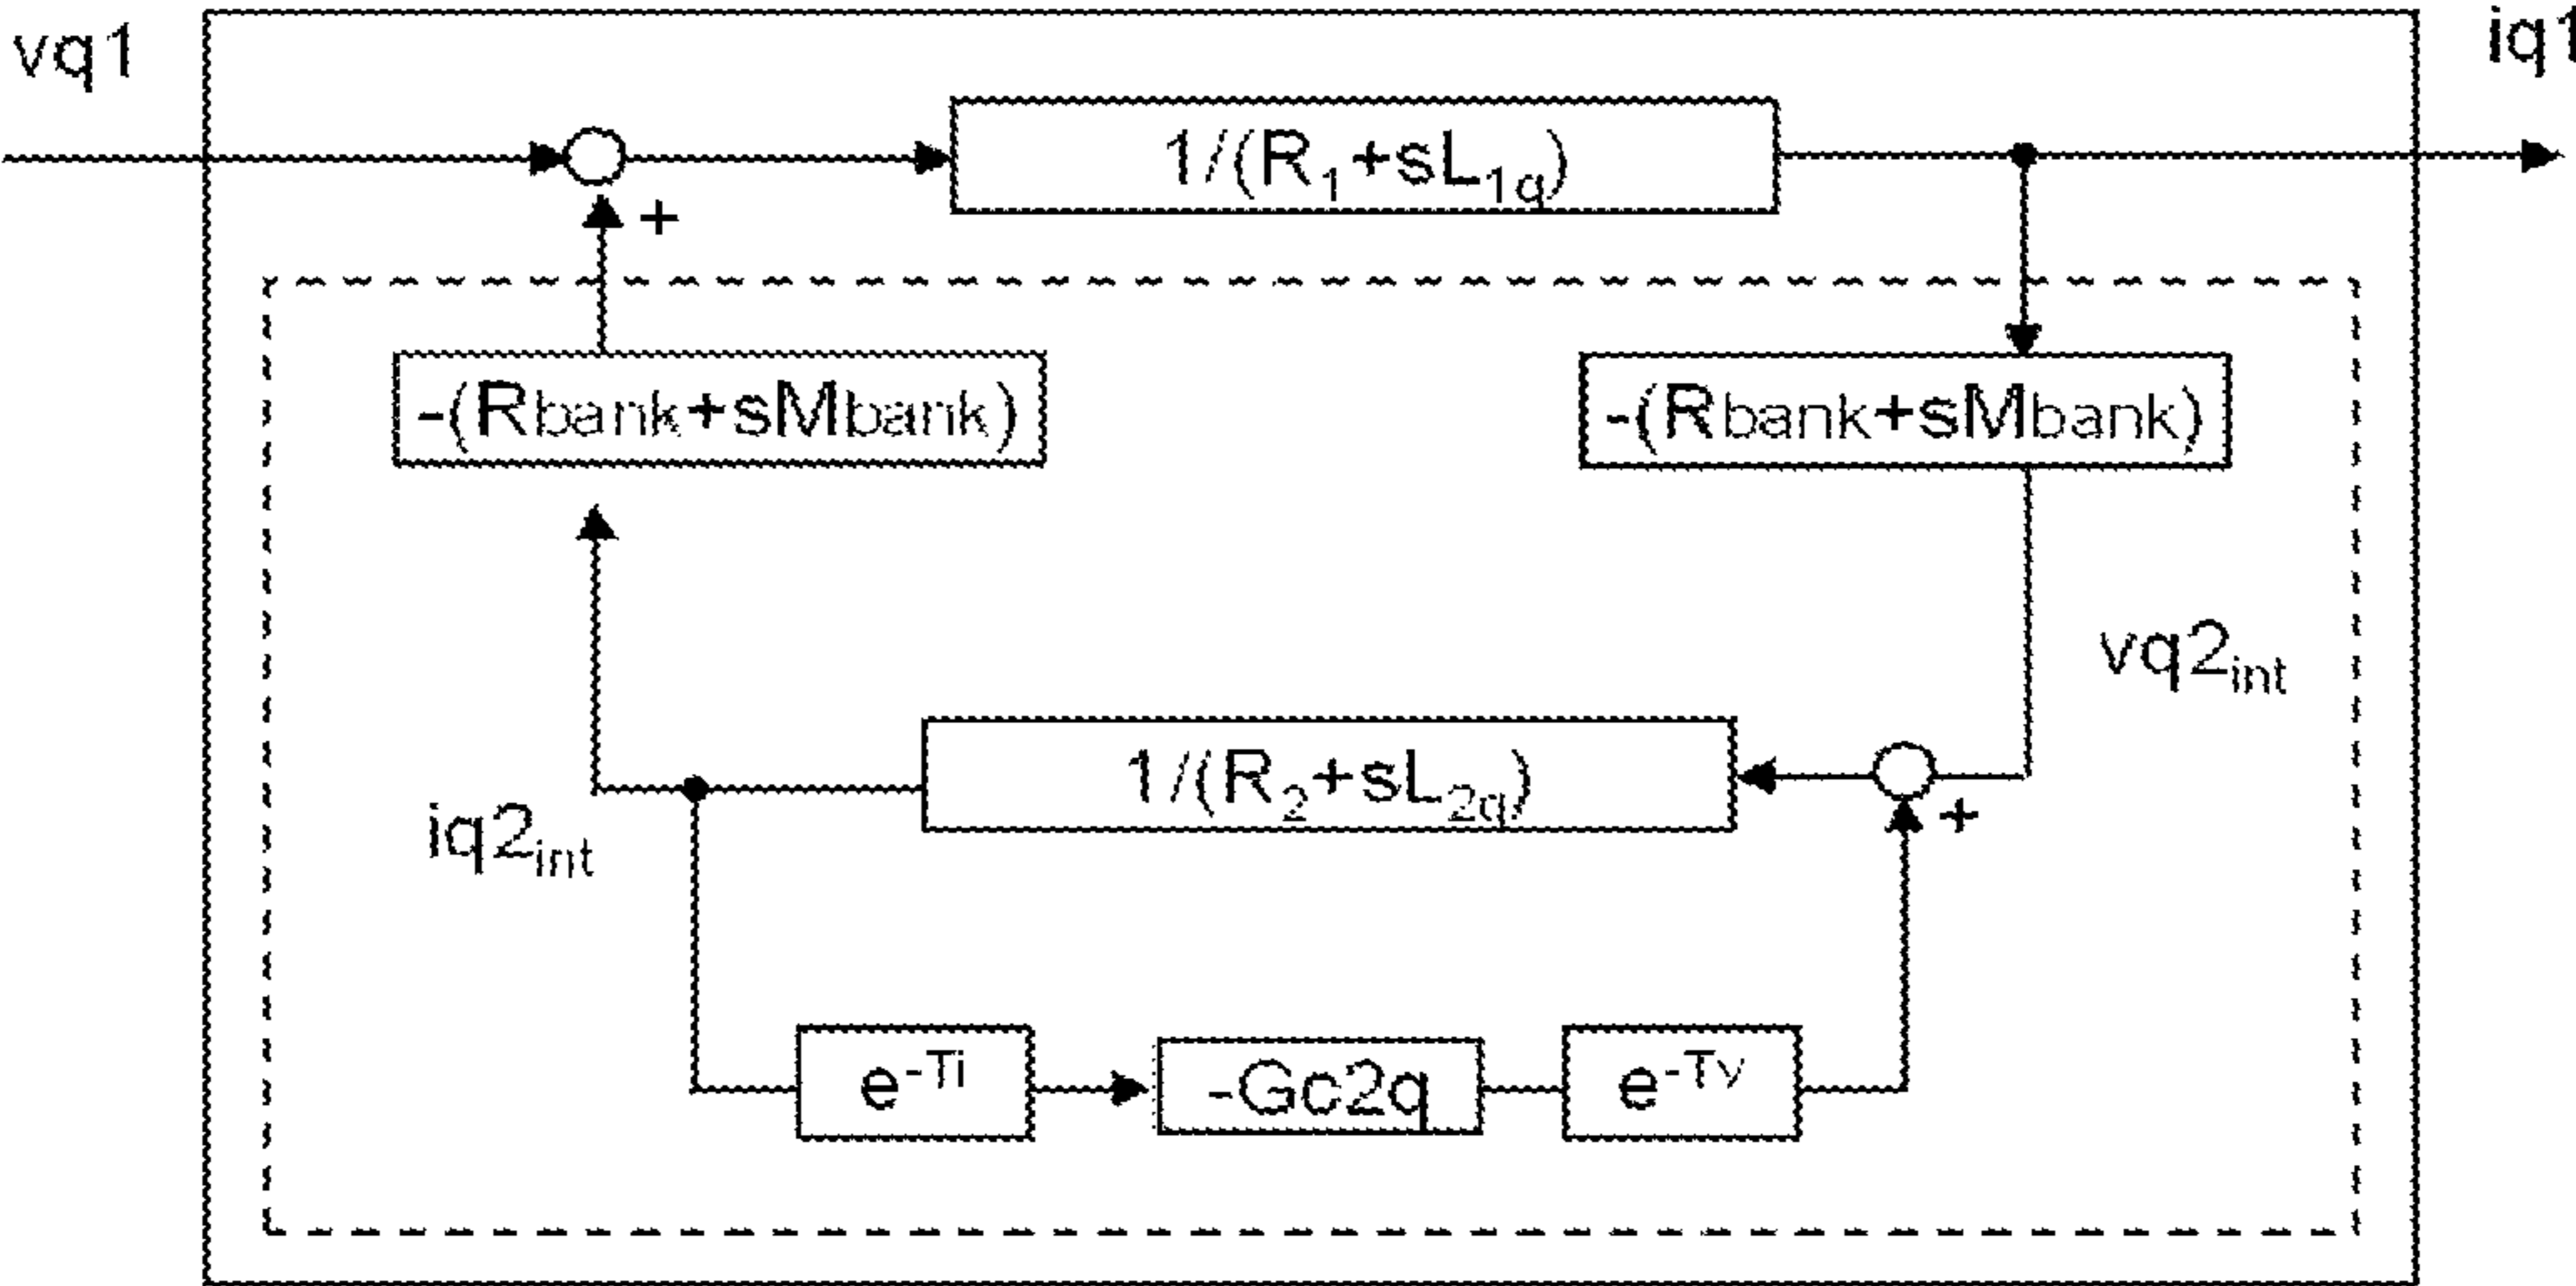 vq1
iq1
1/(R₁+sL₁q)
+
-(Rbank+sMbank)
-(Rbank+sMbank)
vq2int
1/(R₂+sL₂q)
+
iq2int
e^-Ti
-Gc2q
e^-Tv